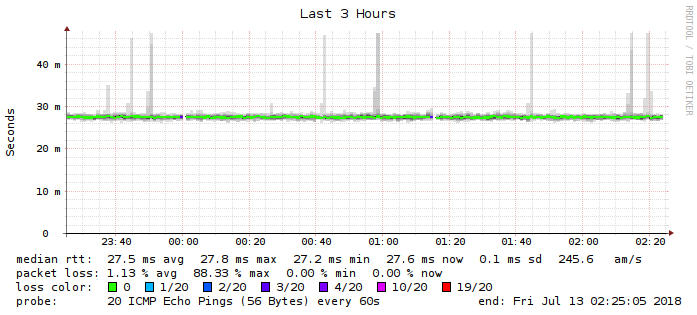 Last 3 Hours
RRDTOOL / TOBI OETIKER
Seconds
40 m
30 m
20 m
10 m
0
23:40 00:00 00:20 00:40 01:00 01:20 01:40 02:00 02:20
median rtt: 27.5 ms avg 27.8 ms max 27.2 ms min 27.6 ms now 0.1 ms sd 245.6 am/s
packet loss: 1.13 % avg 88.33 % max 0.00 % min 0.00 % now
loss color: 0 1/20 2/20 3/20 4/20 10/20 19/20
probe: 20 ICMP Echo Pings (56 Bytes) every 60s end: Fri Jul 13 02:25:05 2018